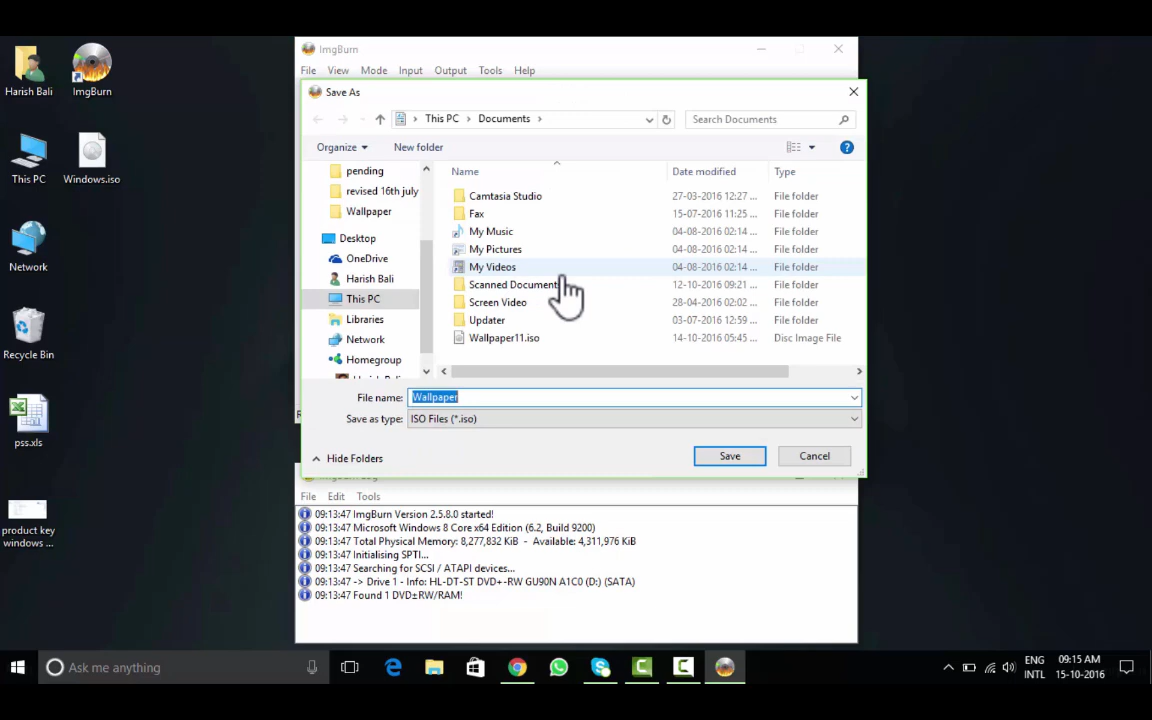 Harish Bali
ImgBurn
This PC
Windows.iso
Network
Recycle Bin
pss.xls
product key
windows ...
ImgBurn
File View Mode Input Output Tools Help
Save As
This PC Documents
Search Documents
Organize New folder
Name Date modified Type
pending
revised 16th july
Wallpaper
Desktop
OneDrive
Harish Bali
This PC
Libraries
Network
Homegroup
Camtasia Studio 27-03-2016 12:27 ... File folder
Fax 15-07-2016 11:25 ... File folder
My Music 04-08-2016 02:14 ... File folder
My Pictures 04-08-2016 02:14 ... File folder
My Videos 04-08-2016 02:14 ... File folder
Scanned Document 12-10-2016 09:21 ... File folder
Screen Video 28-04-2016 02:02 ... File folder
Updater 03-07-2016 12:59 ... File folder
Wallpaper11.iso 14-10-2016 05:45 ... Disc Image File
File name: Wallpaper
Save as type: ISO Files (*.iso)
Hide Folders
Save
Cancel
File Edit Tools
09:13:47 ImgBurn Version 2.5.8.0 started!
09:13:47 Microsoft Windows 8 Core x64 Edition (6.2, Build 9200)
09:13:47 Total Physical Memory: 8,277,832 KiB - Available: 4,311,976 KiB
09:13:47 Initialising SPTI...
09:13:47 Searching for SCSI / ATAPI devices...
09:13:47 -> Drive 1 - Info: HL-DT-ST DVD+-RW GU90N A1C0 (D:) (SATA)
09:13:47 Found 1 DVD±RW/RAM!
Ask me anything
ENG
INTL
09:15 AM
15-10-2016